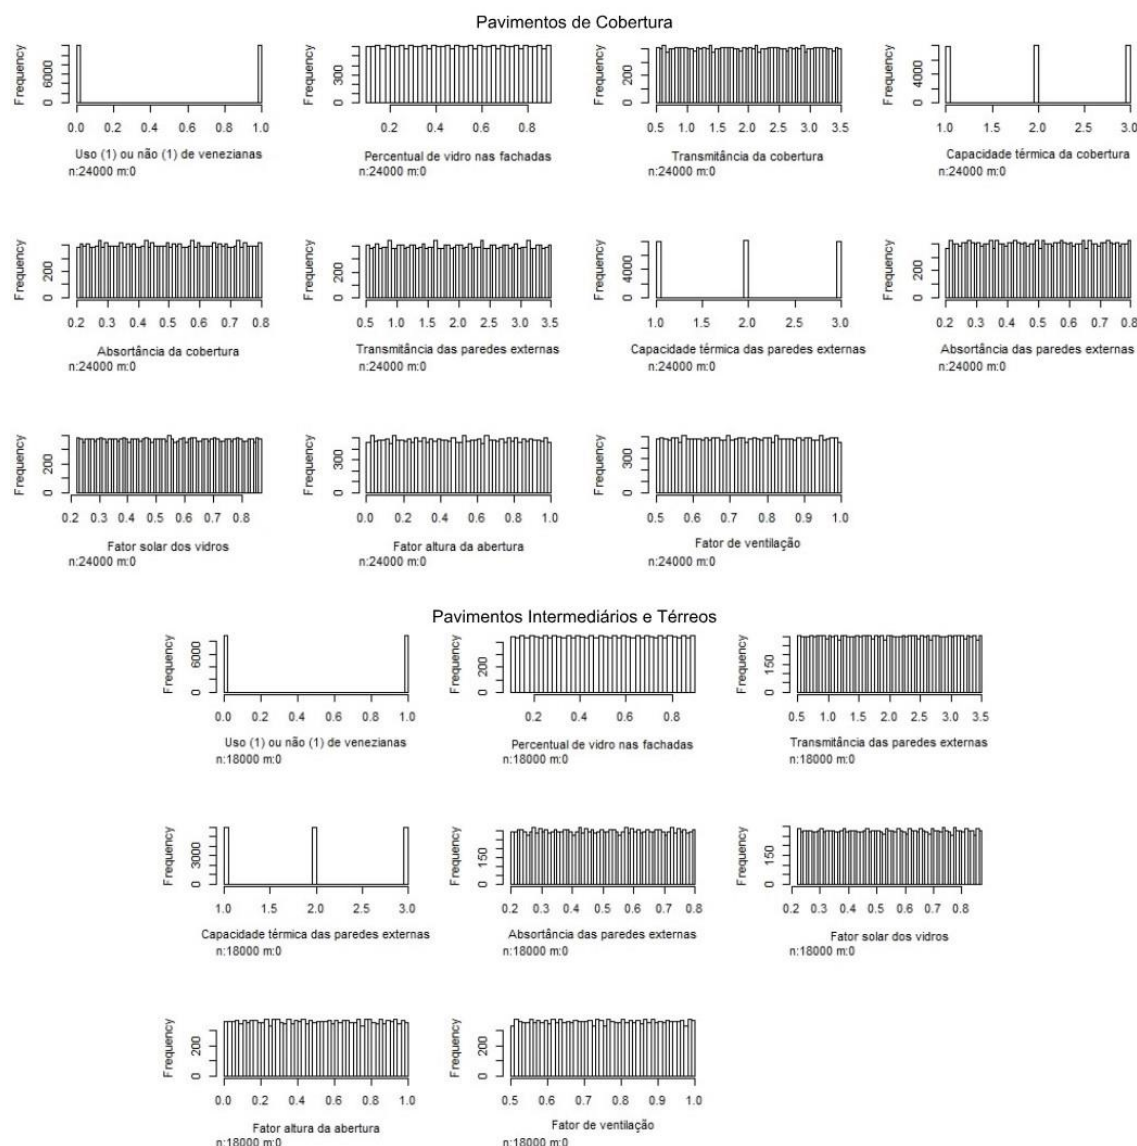 Pavimentos de Cobertura
Frequency
0 6000
0.0 0.2 0.4 0.6 0.8 1.0
Uso (1) ou não (1) de venezianas
n:24000 m:0
Frequency
0 300
0.2 0.4 0.6 0.8
Percentual de vidro nas fachadas
n:24000 m:0
Frequency
0 200
0.5 1.0 1.5 2.0 2.5 3.0 3.5
Transmitância da cobertura
n:24000 m:0
Frequency
0 4000
1.0 1.5 2.0 2.5 3.0
Capacidade térmica da cobertura
n:24000 m:0
Frequency
0 200
0.2 0.3 0.4 0.5 0.6 0.7 0.8
Absortância da cobertura
n:24000 m:0
Frequency
0 200
0.5 1.0 1.5 2.0 2.5 3.0 3.5
Transmitância das paredes externas
n:24000 m:0
Frequency
0 4000
1.0 1.5 2.0 2.5 3.0
Capacidade térmica das paredes externas
n:24000 m:0
Frequency
0 200
0.2 0.3 0.4 0.5 0.6 0.7 0.8
Absortância das paredes externas
n:24000 m:0
Frequency
0 200
0.2 0.3 0.4 0.5 0.6 0.7 0.8
Fator solar dos vidros
n:24000 m:0
Frequency
0 300
0.0 0.2 0.4 0.6 0.8 1.0
Fator altura da abertura
n:24000 m:0
Frequency
0 300
0.5 0.6 0.7 0.8 0.9 1.0
Fator de ventilação
n:24000 m:0
Pavimentos Intermediários e Térreos
Frequency
0 6000
0.0 0.2 0.4 0.6 0.8 1.0
Uso (1) ou não (1) de venezianas
n:18000 m:0
Frequency
0 200
0.2 0.4 0.6 0.8
Percentual de vidro nas fachadas
n:18000 m:0
Frequency
0 150
0.5 1.0 1.5 2.0 2.5 3.0 3.5
Transmitância das paredes externas
n:18000 m:0
Frequency
0 3000
1.0 1.5 2.0 2.5 3.0
Capacidade térmica das paredes externas
n:18000 m:0
Frequency
0 150
0.2 0.3 0.4 0.5 0.6 0.7 0.8
Absortância das paredes externas
n:18000 m:0
Frequency
0 150
0.2 0.3 0.4 0.5 0.6 0.7 0.8
Fator solar dos vidros
n:18000 m:0
Frequency
0 200
0.0 0.2 0.4 0.6 0.8 1.0
Fator altura da abertura
n:18000 m:0
Frequency
0 200
0.5 0.6 0.7 0.8 0.9 1.0
Fator de ventilação
n:18000 m:0